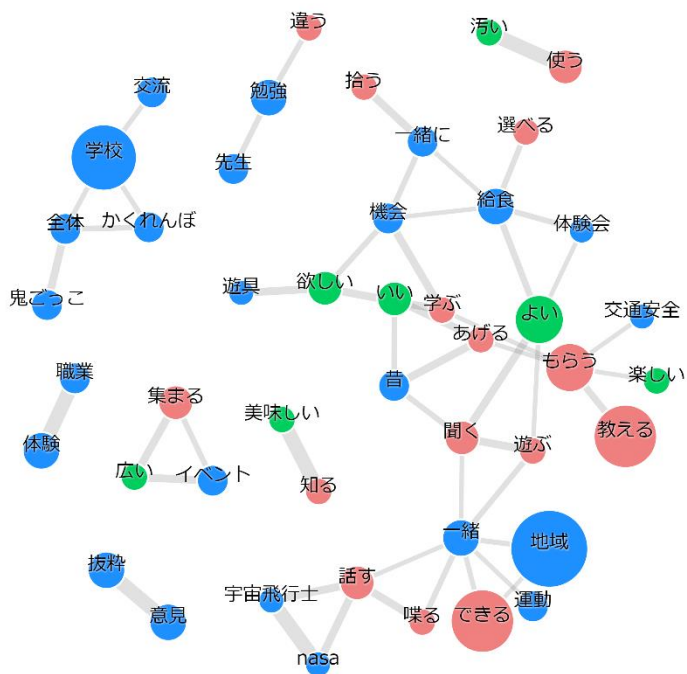 違う
汚い
使う
交流
勉強
拾う
選べる
学校
先生
一緒に
全体
かくれんぼ
機会
給食
体験会
鬼ごっこ
遊具
欲しい
いい
学ぶ
よい
交通安全
あげる
もらう
楽しい
職業
集まる
昔
美味しい
聞く
教える
体験
広い
イベント
知る
遊ぶ
一緒
地域
抜粋
意見
宇宙飛行士
話す
喋る
できる
運動
nasa